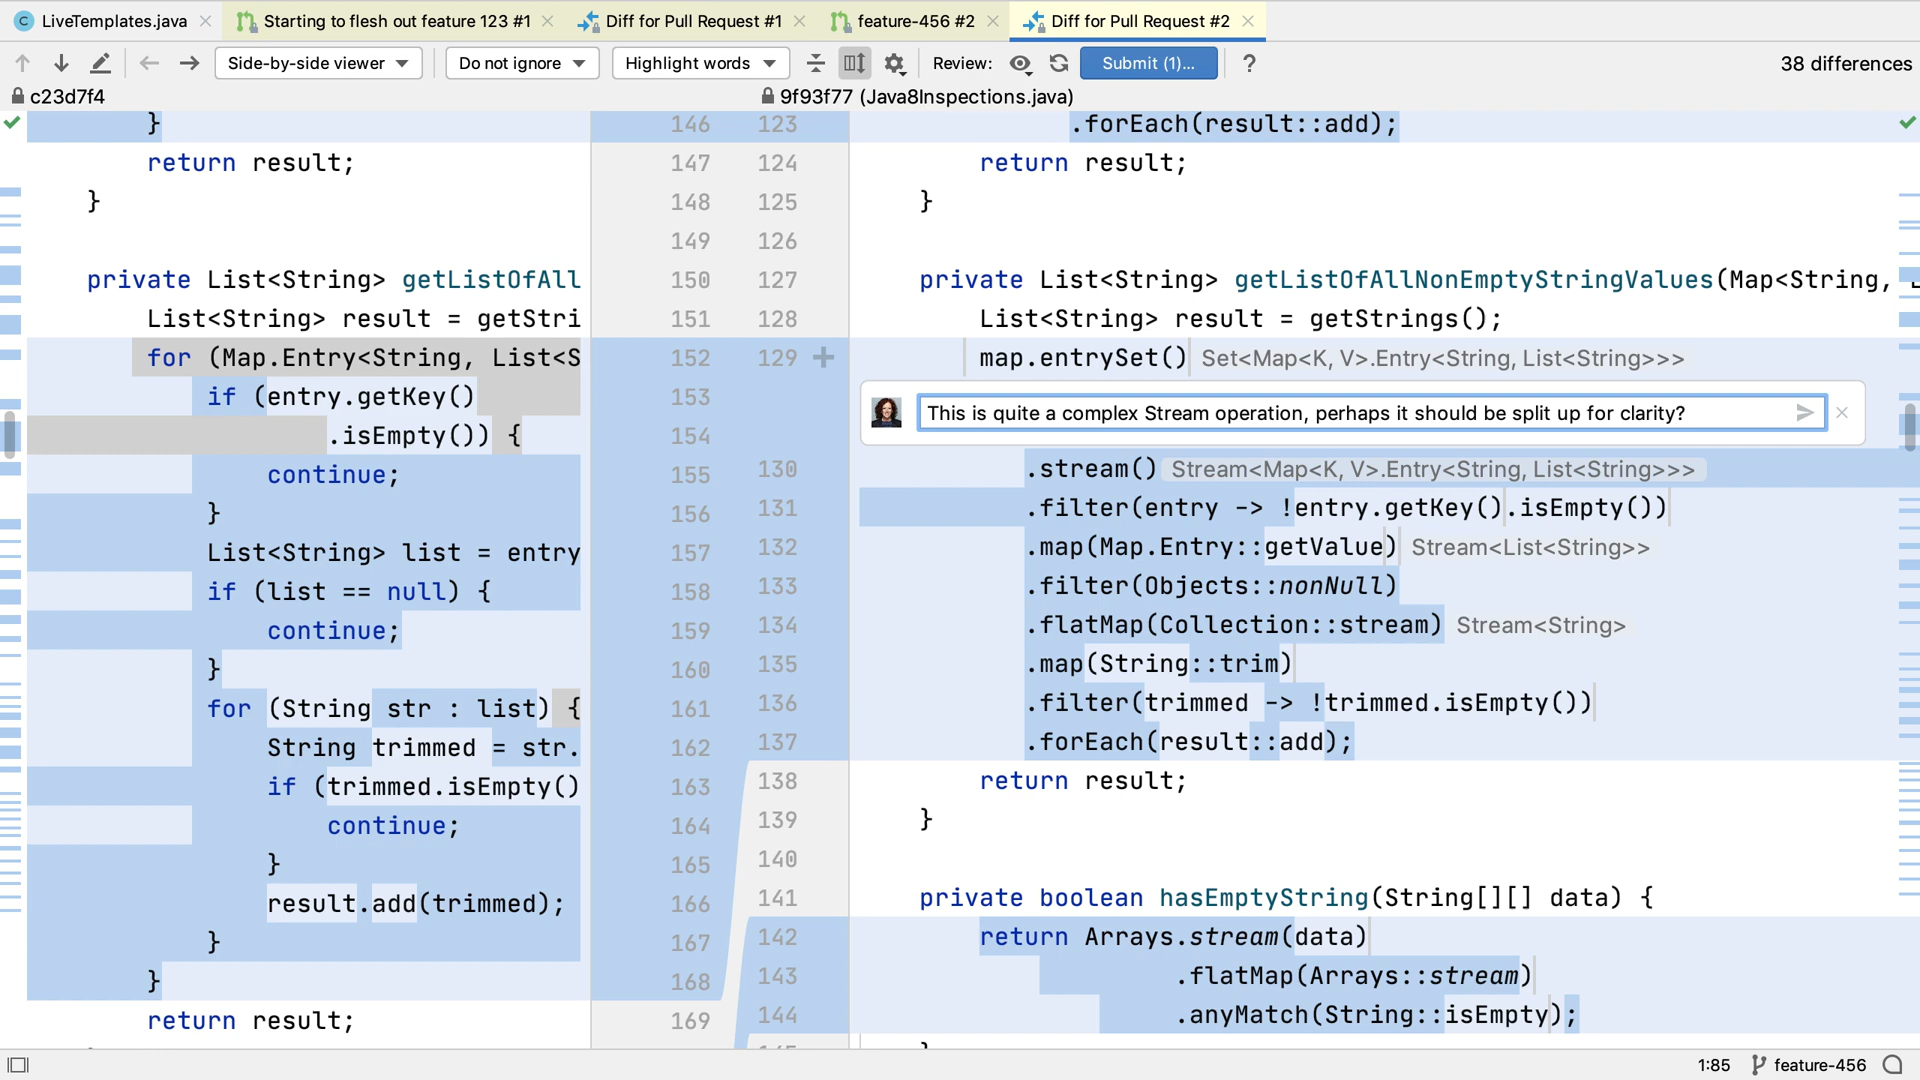 LiveTemplates.java
Starting to flesh out feature 123 #1
Diff for Pull Request #1
feature-456 #2
Diff for Pull Request #2
Side-by-side viewer
Do not ignore
Highlight words
Review:
Submit (1)...
?
38 differences
c23d7f4
9f93f77 (Java8Inspections.java)
} 146
return result; 147
} 148
149
private List<String> getListOfAll 150
List<String> result = getStri 151
for (Map.Entry<String, List<S 152
if (entry.getKey() 153
.isEmpty()) { 154
continue; 155
} 156
List<String> list = entry 157
if (list == null) { 158
continue; 159
} 160
for (String str : list) { 161
String trimmed = str. 162
if (trimmed.isEmpty() 163
continue; 164
} 165
result.add(trimmed); 166
} 167
} 168
return result; 169
123 .forEach(result::add);
124 return result;
125 }
126
127 private List<String> getListOfAllNonEmptyStringValues(Map<String,
128 List<String> result = getStrings();
129 map.entrySet() Set<Map<K, V>.Entry<String, List<String>>>
This is quite a complex Stream operation, perhaps it should be split up for clarity?
130 .stream() Stream<Map<K, V>.Entry<String, List<String>>>
131 .filter(entry -> !entry.getKey().isEmpty())
132 .map(Map.Entry::getValue) Stream<List<String>>
133 .filter(Objects::nonNull)
134 .flatMap(Collection::stream) Stream<String>
135 .map(String::trim)
136 .filter(trimmed -> !trimmed.isEmpty())
137 .forEach(result::add);
138 return result;
139 }
140
141 private boolean hasEmptyString(String[][] data) {
142 return Arrays.stream(data)
143 .flatMap(Arrays::stream)
144 .anyMatch(String::isEmpty);
1:85
feature-456